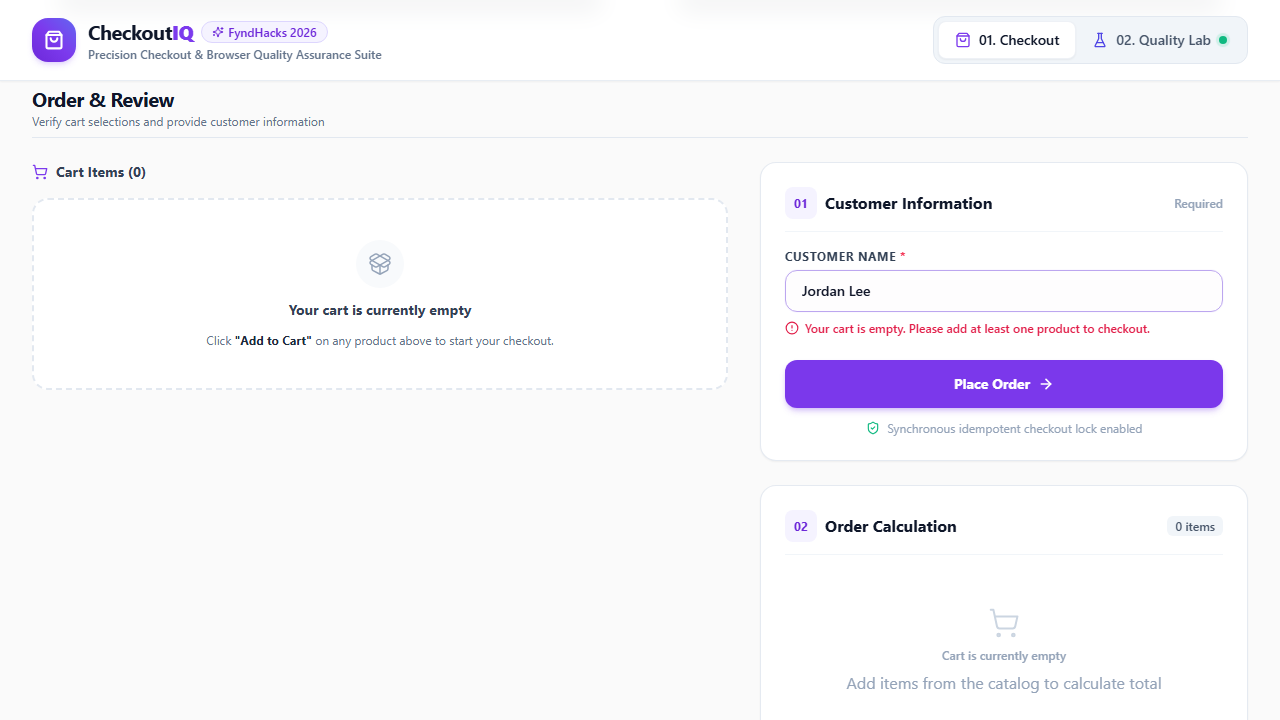 CheckoutIQ
FyndHacks 2026
Precision Checkout & Browser Quality Assurance Suite
01. Checkout
02. Quality Lab
Order & Review
Verify cart selections and provide customer information
Cart Items (0)
Your cart is currently empty
Click "Add to Cart" on any product above to start your checkout.
01 Customer Information
Required
CUSTOMER NAME *
Jordan Lee
Your cart is empty. Please add at least one product to checkout.
Place Order
Synchronous idempotent checkout lock enabled
02 Order Calculation
0 items
Cart is currently empty
Add items from the catalog to calculate total